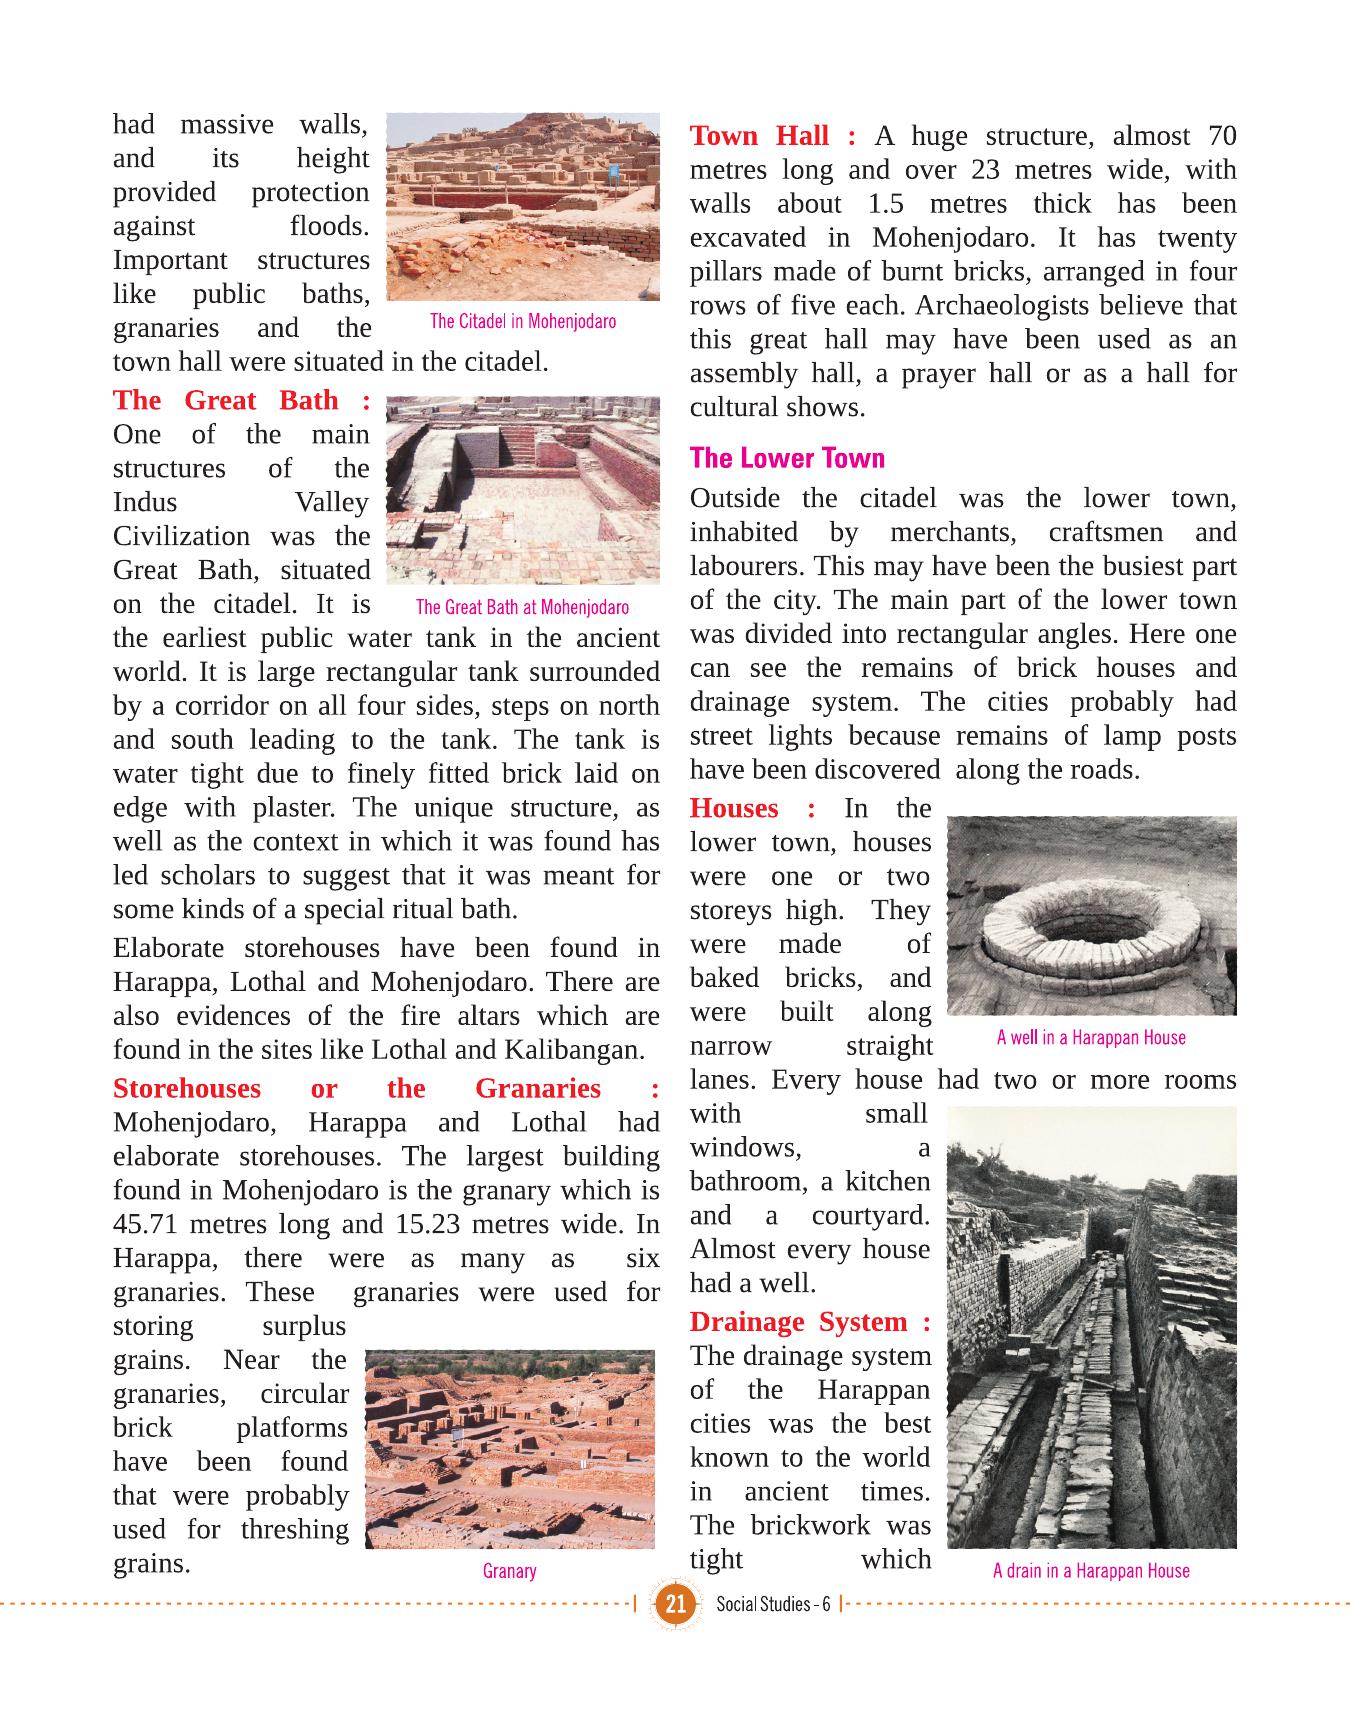 had massive walls,
and its height
provided protection
against floods.
Important structures
like public baths,
granaries and the
town hall were situated in the citadel.
The Citadel in Mohenjodaro
The Great Bath :
One of the main
structures of the
Indus Valley
Civilization was the
Great Bath, situated
on the citadel. It is
the earliest public water tank in the ancient
world. It is large rectangular tank surrounded
by a corridor on all four sides, steps on north
and south leading to the tank. The tank is
water tight due to finely fitted brick laid on
edge with plaster. The unique structure, as
well as the context in which it was found has
led scholars to suggest that it was meant for
some kinds of a special ritual bath.
The Great Bath at Mohenjodaro
Elaborate storehouses have been found in
Harappa, Lothal and Mohenjodaro. There are
also evidences of the fire altars which are
found in the sites like Lothal and Kalibangan.
Storehouses or the Granaries :
Mohenjodaro, Harappa and Lothal had
elaborate storehouses. The largest building
found in Mohenjodaro is the granary which is
45.71 metres long and 15.23 metres wide. In
Harappa, there were as many as six
granaries. These granaries were used for
storing surplus
grains. Near the
granaries, circular
brick platforms
have been found
that were probably
used for threshing
grains.
Granary
Town Hall : A huge structure, almost 70
metres long and over 23 metres wide, with
walls about 1.5 metres thick has been
excavated in Mohenjodaro. It has twenty
pillars made of burnt bricks, arranged in four
rows of five each. Archaeologists believe that
this great hall may have been used as an
assembly hall, a prayer hall or as a hall for
cultural shows.
The Lower Town
Outside the citadel was the lower town,
inhabited by merchants, craftsmen and
labourers. This may have been the busiest part
of the city. The main part of the lower town
was divided into rectangular angles. Here one
can see the remains of brick houses and
drainage system. The cities probably had
street lights because remains of lamp posts
have been discovered along the roads.
Houses : In the
lower town, houses
were one or two
storeys high. They
were made of
baked bricks, and
were built along
narrow straight
lanes. Every house had two or more rooms
with small
windows, a
bathroom, a kitchen
and a courtyard.
Almost every house
had a well.
A well in a Harappan House
Drainage System :
The drainage system
of the Harappan
cities was the best
known to the world
in ancient times.
The brickwork was
tight which
A drain in a Harappan House
21 Social Studies - 6